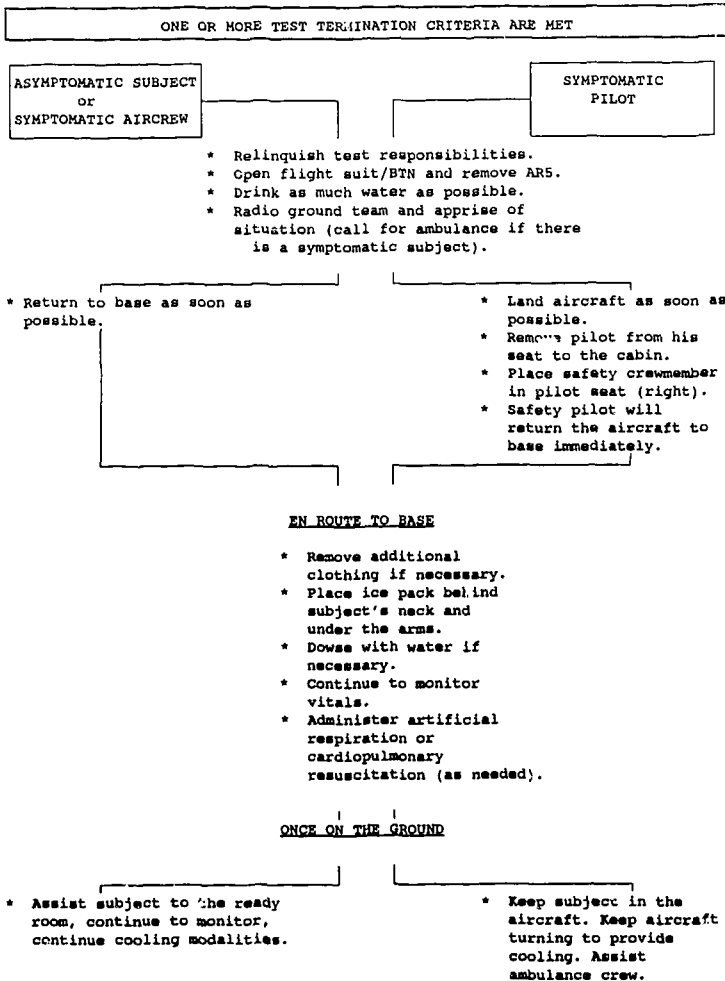 ONE OR MORE TEST TERMINATION CRITERIA ARE MET
ASYMPTOMATIC SUBJECT
or
SYMPTOMATIC AIRCREW
SYMPTOMATIC
PILOT
* Relinquish test responsibilities.
* Open flight suit/BTN and remove AR5.
* Drink as much water as possible.
* Radio ground team and apprise of
situation (call for ambulance if there
is a symptomatic subject).
* Return to base as soon as
possible.
* Land aircraft as soon as
possible.
* Remove pilot from his
seat to the cabin.
* Place safety crewmember
in pilot seat (right).
* Safety pilot will
return the aircraft to
base immediately.
EN ROUTE TO BASE
* Remove additional
clothing if necessary.
* Place ice pack behind
subject's neck and
under the arms.
* Dowse with water if
necessary.
* Continue to monitor
vitals.
* Administer artificial
respiration or
cardiopulmonary
resuscitation (as needed).
ONCE ON THE GROUND
* Assist subject to the ready
room, continue to monitor,
continue cooling modalities.
* Keep subject in the
aircraft. Keep aircraft
turning to provide
cooling. Assist
ambulance crew.